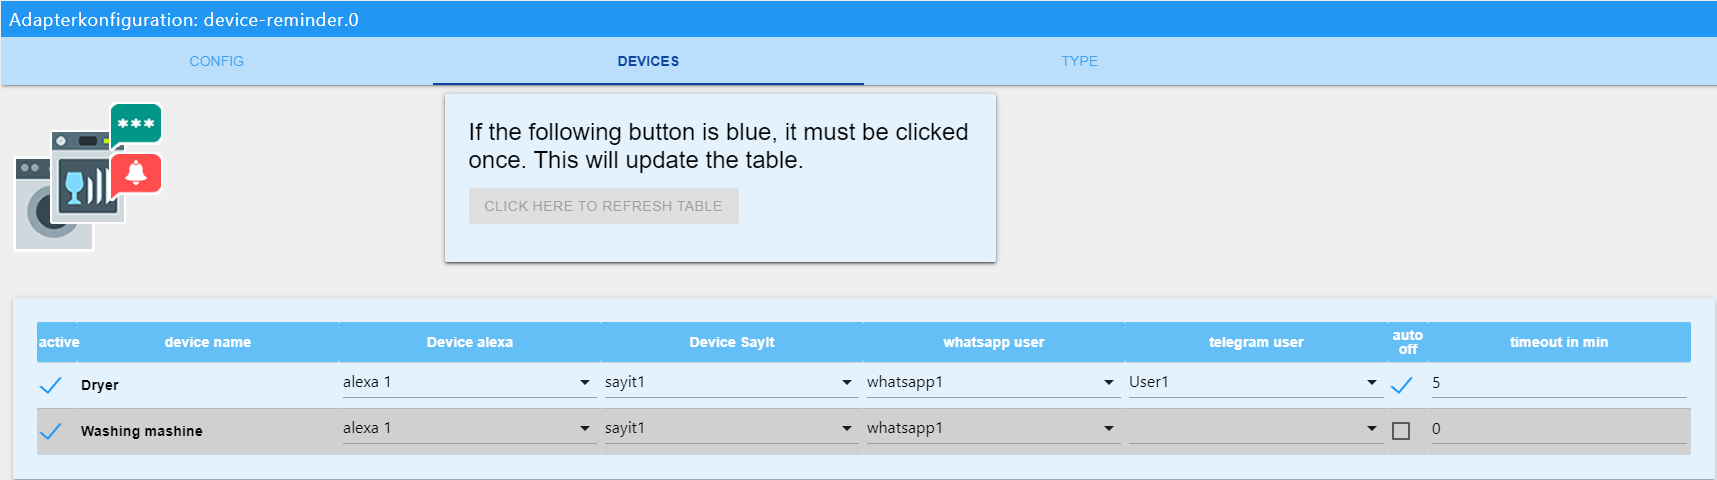 Adapterkonfiguration: device-reminder.0
CONFIG DEVICES TYPE
***
If the following button is blue, it must be clicked
once. This will update the table.
CLICK HERE TO REFRESH TABLE
active device name Device alexa Device SayIt whatsapp user telegram user auto off timeout in min
Dryer alexa 1 sayit1 whatsapp1 User1 5
Washing mashine alexa 1 sayit1 whatsapp1 0